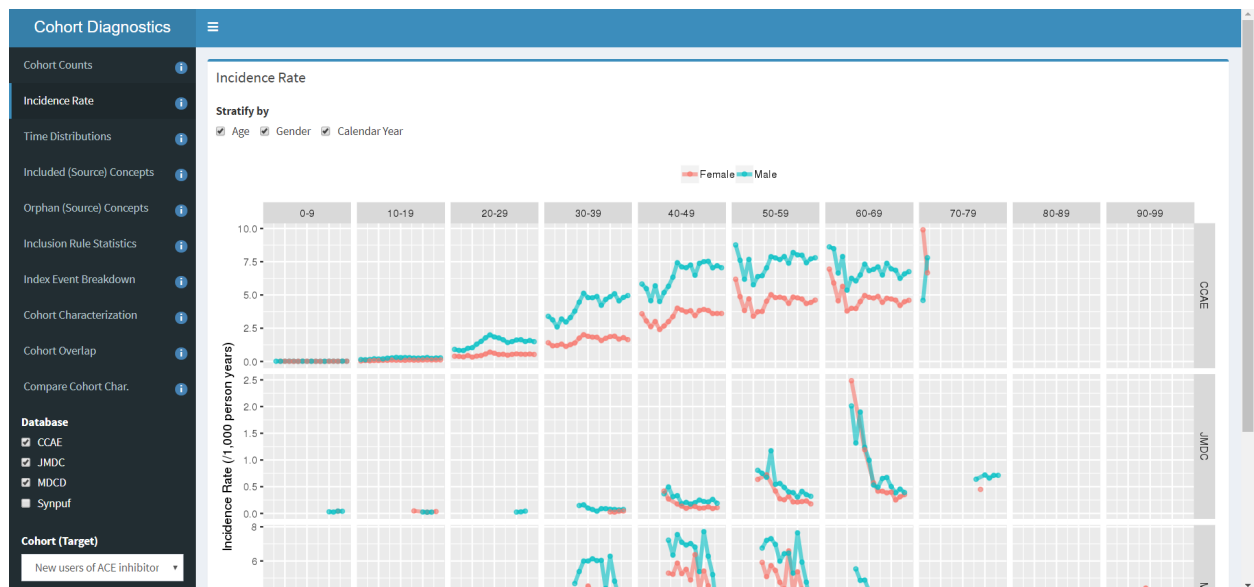 Cohort Diagnostics
Cohort Counts
Incidence Rate
Time Distributions
Included (Source) Concepts
Orphan (Source) Concepts
Inclusion Rule Statistics
Index Event Breakdown
Cohort Characterization
Cohort Overlap
Compare Cohort Char.
Database
CCAE
JMDC
MDCD
Synpuf
Cohort (Target)
New users of ACE inhibitor
Incidence Rate
Stratify by
Age Gender Calendar Year
Female Male
0-9 10-19 20-29 30-39 40-49 50-59 60-69 70-79 80-89 90-99
10.0
7.5
5.0
2.5
0.0
CCAE
2.5
2.0
1.5
1.0
0.5
0.0
JMDC
8
6
Incidence Rate (/1,000 person years)